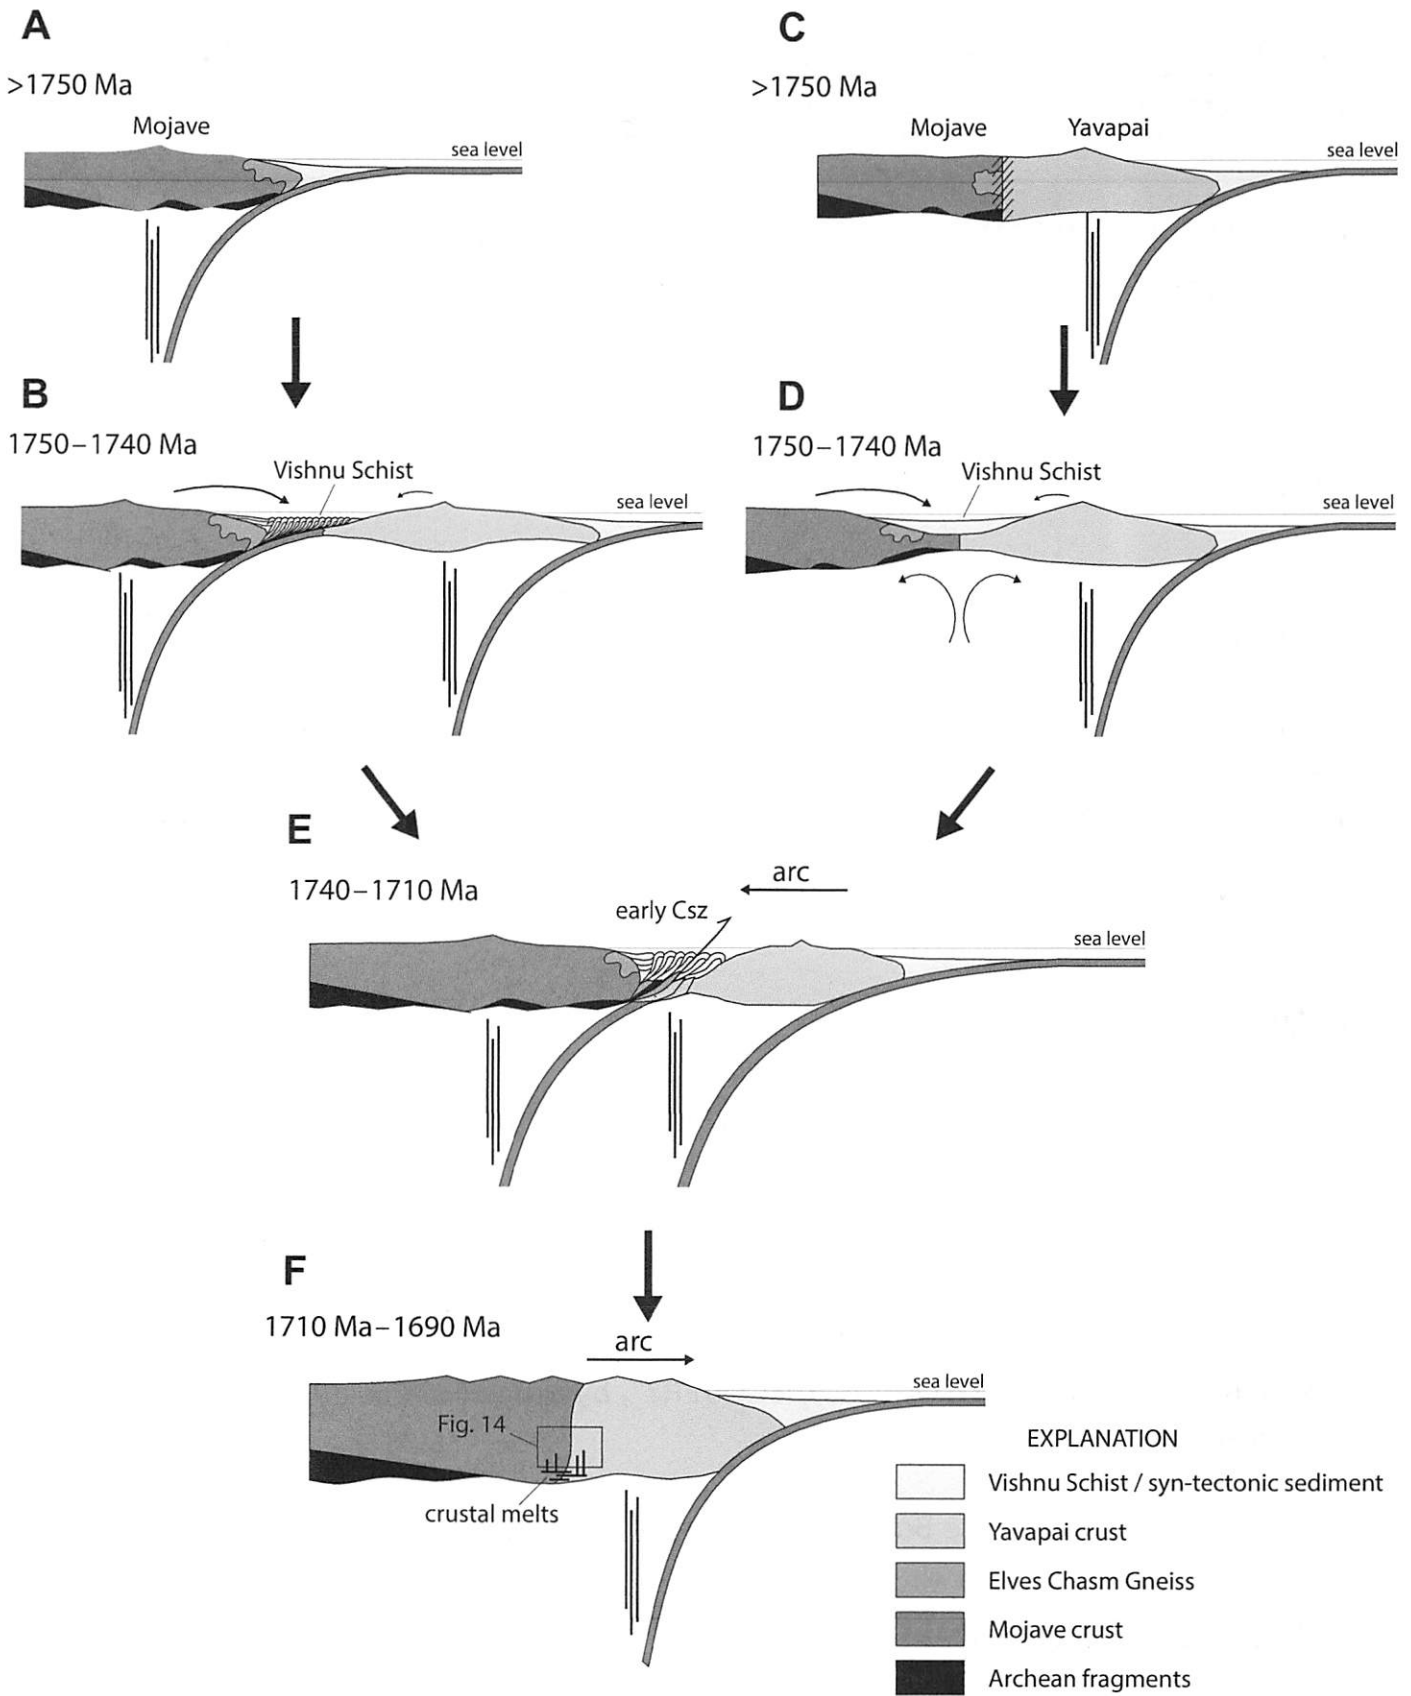 A
>1750 Ma
Mojave
sea level
C
>1750 Ma
Mojave
Yavapai
sea level
B
1750–1740 Ma
Vishnu Schist
sea level
D
1750–1740 Ma
Vishnu Schist
sea level
E
1740–1710 Ma
arc
early Csz
sea level
F
1710 Ma–1690 Ma
arc
sea level
Fig. 14
crustal melts
EXPLANATION
Vishnu Schist / syn-tectonic sediment
Yavapai crust
Elves Chasm Gneiss
Mojave crust
Archean fragments